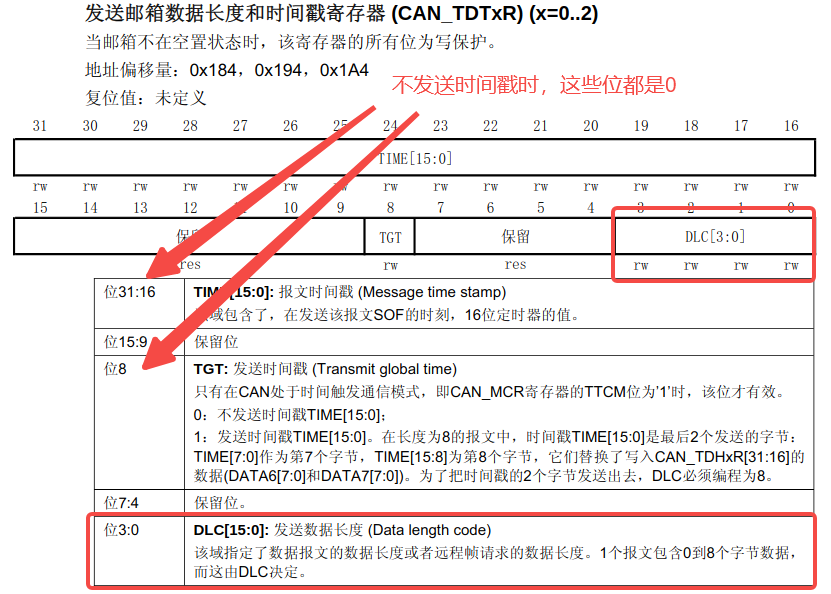 发送邮箱数据长度和时间戳寄存器 (CAN_TDTxR) (x=0..2)
当邮箱不在空置状态时，该寄存器的所有位为写保护。
地址偏移量：0x184，0x194，0x1A4
复位值：未定义
不发送时间戳时，这些位都是0
31 30 29 28 27 26 25 24 23 22 21 20 19 18 17 16
TIME[15:0]
rw rw rw rw rw rw rw rw rw rw rw rw rw rw rw
15 14 13 12 11 10 9 8 7 6 5 4 3 2 1 0
TGT 保留 DLC[3:0]
res rw res rw rw rw rw
位31:16 [15:0]: 报文时间戳 (Message time stamp)
域包含了，在发送该报文SOF的时刻，16位定时器的值。
位15:9 保留位
位8 TGT: 发送时间戳 (Transmit global time)
只有在CAN处于时间触发通信模式，即CAN_MCR寄存器的TTCM位为'1'时，该位才有效。
0：不发送时间戳TIME[15:0]；
1：发送时间戳TIME[15:0]。在长度为8的报文中，时间戳TIME[15:0]是最后2个发送的字节：
TIME[7:0]作为第7个字节，TIME[15:8]为第8个字节，它们替换了写入CAN_TDHxR[31:16]的
数据(DATA6[7:0]和DATA7[7:0])。为了把时间戳的2个字节发送出去，DLC必须编程为8。
位7:4 保留位。
位3:0 DLC[15:0]: 发送数据长度 (Data length code)
该域指定了数据报文的数据长度或者远程帧请求的数据长度。1个报文包含0到8个字节数据，
而这由DLC决定。